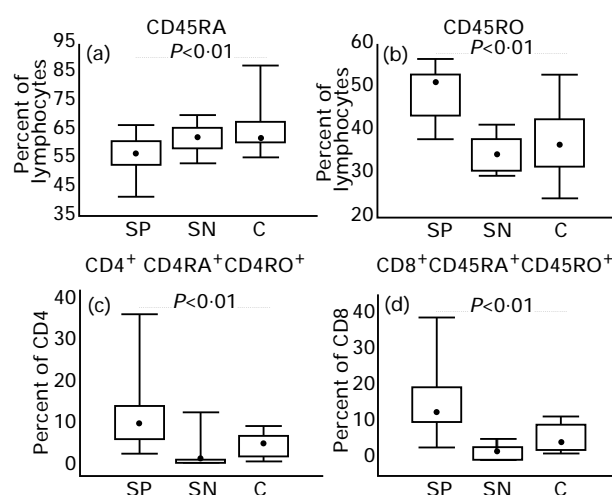 CD45RA
95
85
75
65
55
45
35
(a)
P<0·01
Percent of
lymphocytes
SP SN C
CD45RO
60
50
40
30
20
(b)
P<0·01
Percent of
lymphocytes
SP SN C
CD4+ CD4RA+CD4RO+
40
30
20
10
0
(c)
P<0·01
Percent of CD4
SP SN C
CD8+CD45RA+CD45RO+
40
30
20
10
0
(d)
P<0·01
Percent of CD8
SP SN C